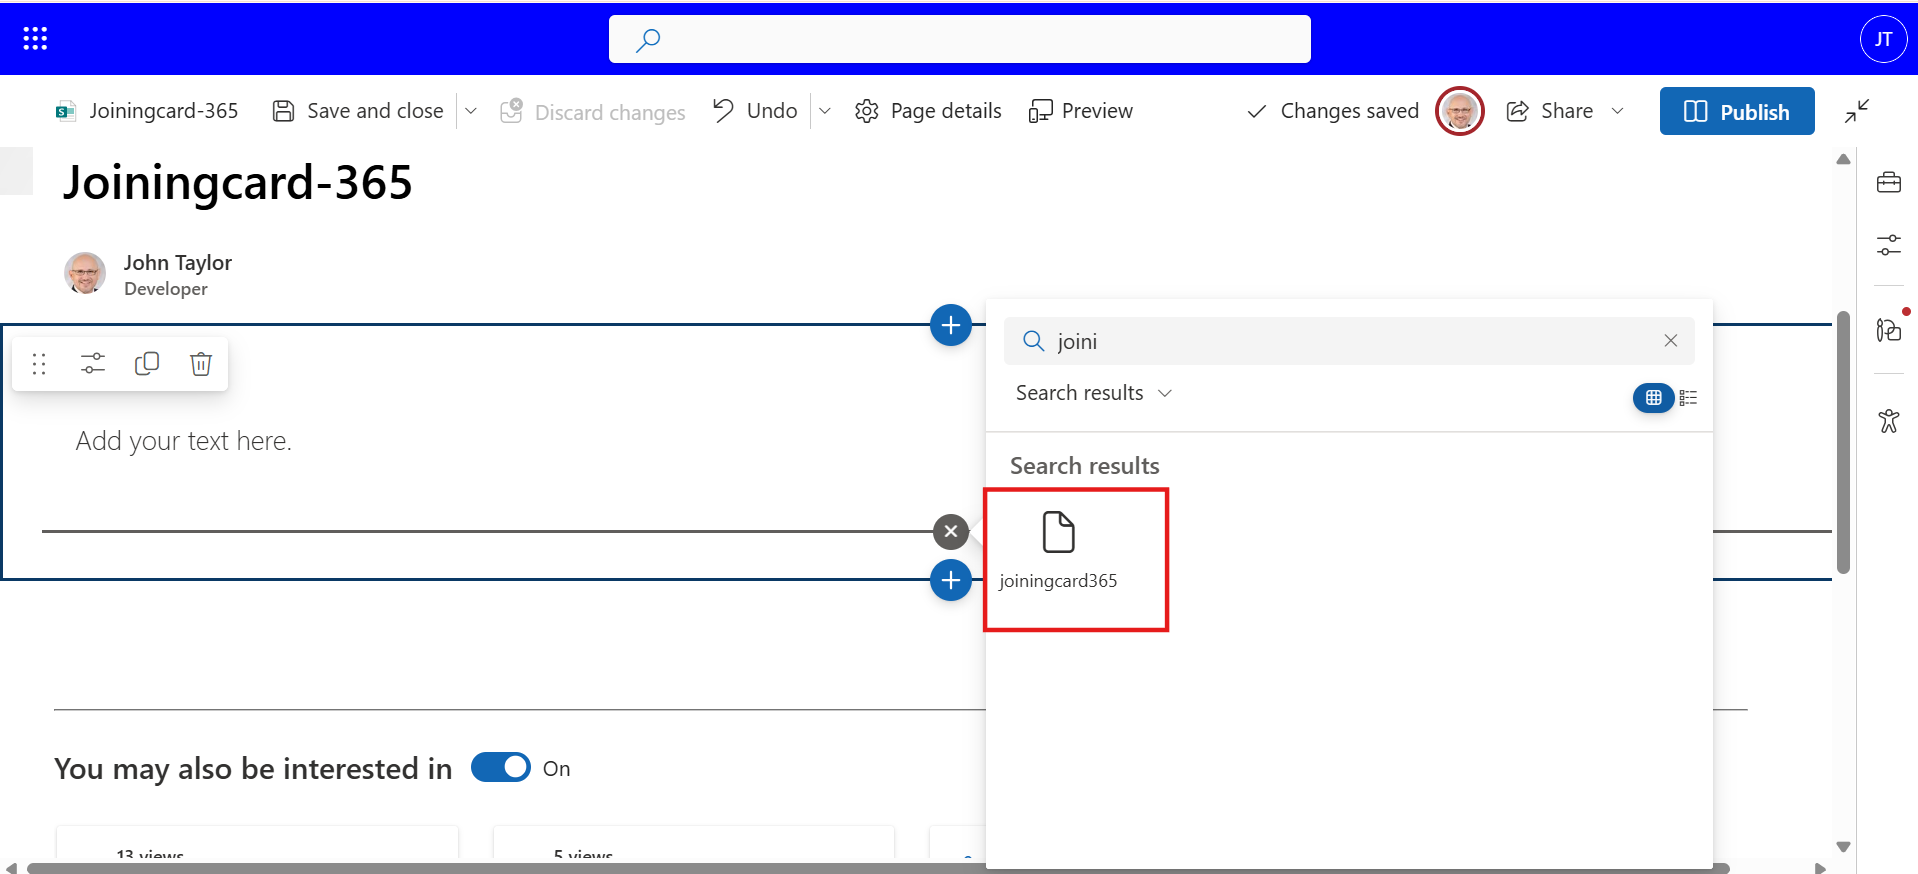 JT
Joiningcard-365
Save and close
Discard changes
Undo
Page details
Preview
Changes saved
Share
Publish
Joiningcard-365
John Taylor
Developer
joini
Search results
Add your text here.
Search results
joiningcard365
You may also be interested in
On
13 views
5 views